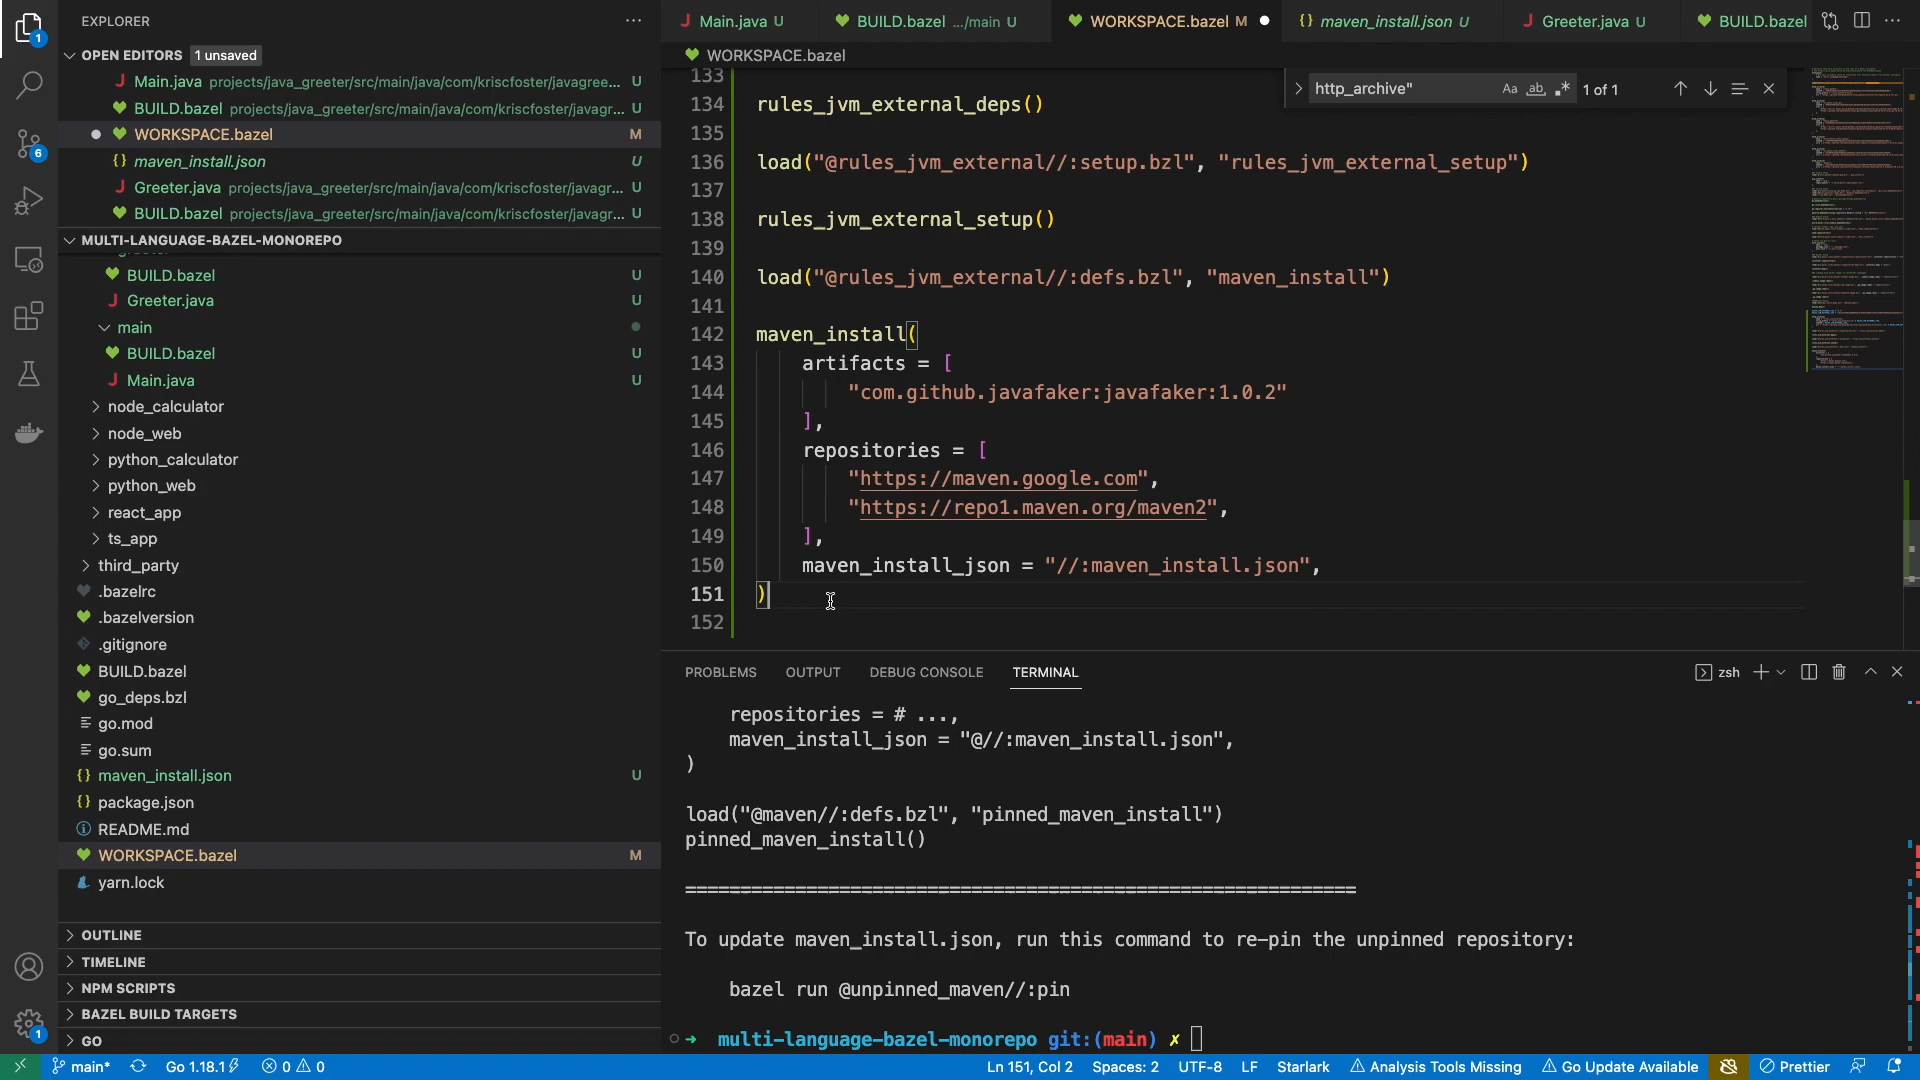 EXPLORER
OPEN EDITORS 1 unsaved
Main.java projects/java_greeter/src/main/java/com/kriscfoster/javagree... U
BUILD.bazel projects/java_greeter/src/main/java/com/kriscfoster/javagr... U
WORKSPACE.bazel M
maven_install.json U
Greeter.java projects/java_greeter/src/main/java/com/kriscfoster/javagr... U
BUILD.bazel projects/java_greeter/src/main/java/com/kriscfoster/javagr... U
MULTI-LANGUAGE-BAZEL-MONOREPO
BUILD.bazel U
Greeter.java U
main
BUILD.bazel U
Main.java U
node_calculator
node_web
python_calculator
python_web
react_app
ts_app
third_party
.bazelrc
.bazelversion
.gitignore
BUILD.bazel
go_deps.bzl
go.mod
go.sum
maven_install.json U
package.json
README.md
WORKSPACE.bazel M
yarn.lock
OUTLINE
TIMELINE
NPM SCRIPTS
BAZEL BUILD TARGETS
GO
Main.java U BUILD.bazel .../main U WORKSPACE.bazel M maven_install.json U Greeter.java U BUILD.bazel
WORKSPACE.bazel
http_archive" Aa ab .* 1 of 1
133
134 rules_jvm_external_deps()
135
136 load("@rules_jvm_external//:setup.bzl", "rules_jvm_external_setup")
137
138 rules_jvm_external_setup()
139
140 load("@rules_jvm_external//:defs.bzl", "maven_install")
141
142 maven_install(
143 artifacts = [
144 "com.github.javafaker:javafaker:1.0.2"
145 ],
146 repositories = [
147 "https://maven.google.com",
148 "https://repo1.maven.org/maven2",
149 ],
150 maven_install_json = "//:maven_install.json",
151 )
152
PROBLEMS OUTPUT DEBUG CONSOLE TERMINAL zsh
repositories = # ...,
maven_install_json = "@//:maven_install.json",
)
load("@maven//:defs.bzl", "pinned_maven_install")
pinned_maven_install()
=============================================================
To update maven_install.json, run this command to re-pin the unpinned repository:
bazel run @unpinned_maven//:pin
➜ multi-language-bazel-monorepo git:(main) ✗
main* Go 1.18.1 0 0 Ln 151, Col 2 Spaces: 2 UTF-8 LF Starlark Analysis Tools Missing Go Update Available Prettier
1
6
1